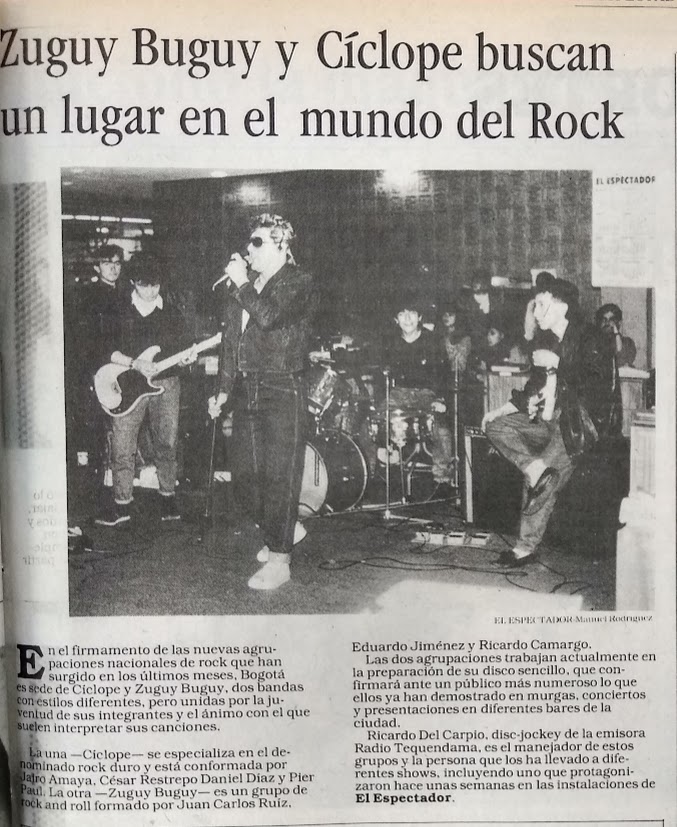 Zuguy Buguy y Cíclope buscan
un lugar en el mundo del Rock
EL ESPECTADOR
EL ESPECTADOR-Manuel Rodríguez
En el firmamento de las nuevas agru-
paciones nacionales de rock que han
surgido en los últimos meses, Bogotá
es sede de Cíclope y Zuguy Buguy, dos bandas
con estilos diferentes, pero unidas por la ju-
ventud de sus integrantes y el ánimo con el que
suelen interpretar sus canciones.
La una —Cíclope— se especializa en el de-
nominado rock duro y está conformada por
Jairo Amaya, César Restrepo Daniel Díaz y Pier
Paul. La otra —Zuguy Buguy— es un grupo de
rock and roll formado por Juan Carlos Ruiz,
Eduardo Jiménez y Ricardo Camargo.
Las dos agrupaciones trabajan actualmente en
la preparación de su disco sencillo, que con-
firmará ante un público más numeroso lo que
ellos ya han demostrado en murgas, conciertos
y presentaciones en diferentes bares de la
ciudad.
Ricardo Del Carpio, disc-jockey de la emisora
Radio Tequendama, es el manejador de estos
grupos y la persona que los ha llevado a dife-
rentes shows, incluyendo uno que protagoni-
zaron hace unas semanas en las instalaciones de
El Espectador.